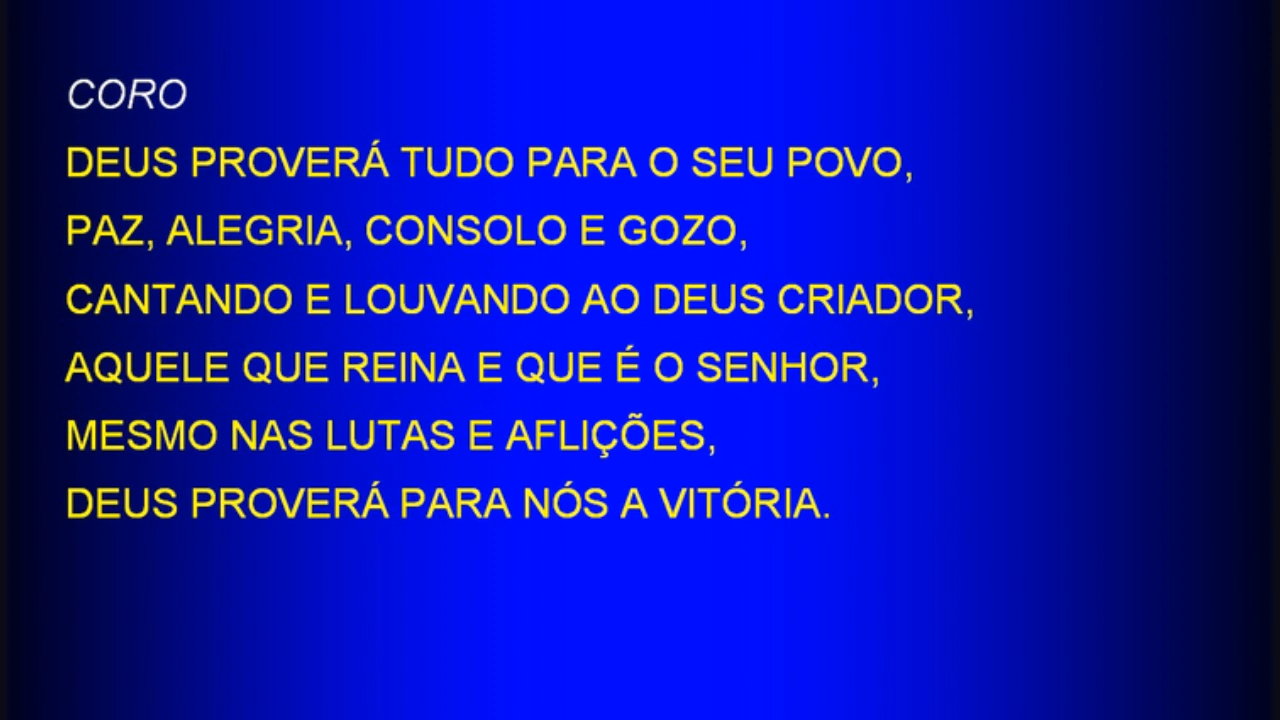 CORO
DEUS PROVERÁ TUDO PARA O SEU POVO,
PAZ, ALEGRIA, CONSOLO E GOZO,
CANTANDO E LOUVANDO AO DEUS CRIADOR,
AQUELE QUE REINA E QUE É O SENHOR,
MESMO NAS LUTAS E AFLIÇÕES,
DEUS PROVERÁ PARA NÓS A VITÓRIA.